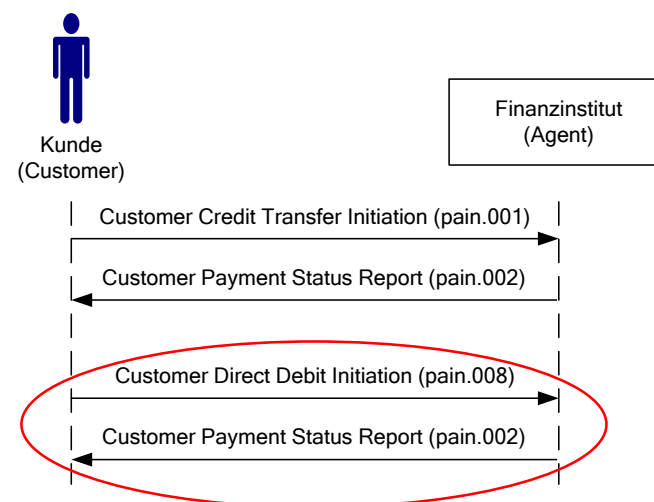 Kunde
(Customer)
Finanzinstitut
(Agent)
Customer Credit Transfer Initiation (pain.001)
Customer Payment Status Report (pain.002)
Customer Direct Debit Initiation (pain.008)
Customer Payment Status Report (pain.002)